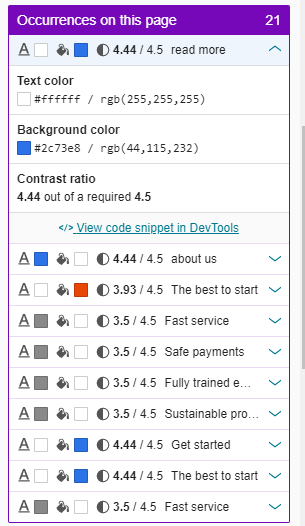 Occurrences on this page 21
A 4.44 / 4.5 read more
Text color
#ffffff / rgb(255,255,255)
Background color
#2c73e8 / rgb(44,115,232)
Contrast ratio
4.44 out of a required 4.5
</> View code snippet in DevTools
A 4.44 / 4.5 about us
A 3.93 / 4.5 The best to start
A 3.5 / 4.5 Fast service
A 3.5 / 4.5 Safe payments
A 3.5 / 4.5 Fully trained e...
A 3.5 / 4.5 Sustainable pro...
A 4.44 / 4.5 Get started
A 4.44 / 4.5 The best to start
A 3.5 / 4.5 Fast service